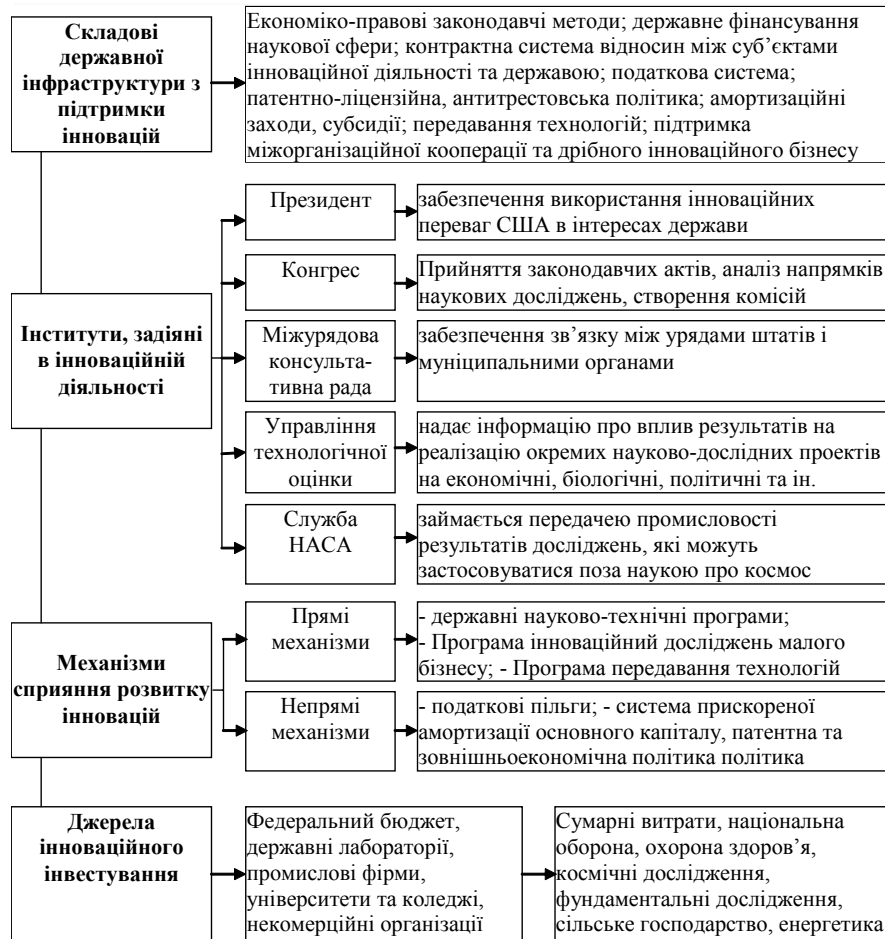 Складові
державної
інфраструктури з
підтримки
інновацій
Економіко-правові законодавчі методи; державне фінансування
наукової сфери; контрактна система відносин між суб’єктами
інноваційної діяльності та державою; податкова система;
патентно-ліцензійна, антитрестовська політика; амортизаційні
заходи, субсидії; передавання технологій; підтримка
міжорганізаційної кооперації та дрібного інноваційного бізнесу
Інститути, задіяні
в інноваційній
діяльності
Президент
забезпечення використання інноваційних
переваг США в інтересах держави
Конгрес
Прийняття законодавчих актів, аналіз напрямків
наукових досліджень, створення комісій
Міжурядова
консульта-
тивна рада
забезпечення зв’язку між урядами штатів і
муніципальними органами
Управління
технологічної
оцінки
надає інформацію про вплив результатів на
реалізацію окремих науково-дослідних проектів
на економічні, біологічні, політичні та ін.
Служба
НАСА
займається передачею промисловості
результатів досліджень, які можуть
застосовуватися поза наукою про космос
Механізми
сприяння розвитку
інновацій
Прямі
механізми
- державні науково-технічні програми;
- Програма інноваційний досліджень малого
бізнесу; - Програма передавання технологій
Непрямі
механізми
- податкові пільги; - система прискореної
амортизації основного капіталу, патентна та
зовнішньоекономічна політика політика
Джерела
інноваційного
інвестування
Федеральний бюджет,
державні лабораторії,
промислові фірми,
університети та коледжі,
некомерційні організації
Сумарні витрати, національна
оборона, охорона здоров’я,
космічні дослідження,
фундаментальні дослідження,
сільське господарство, енергетика